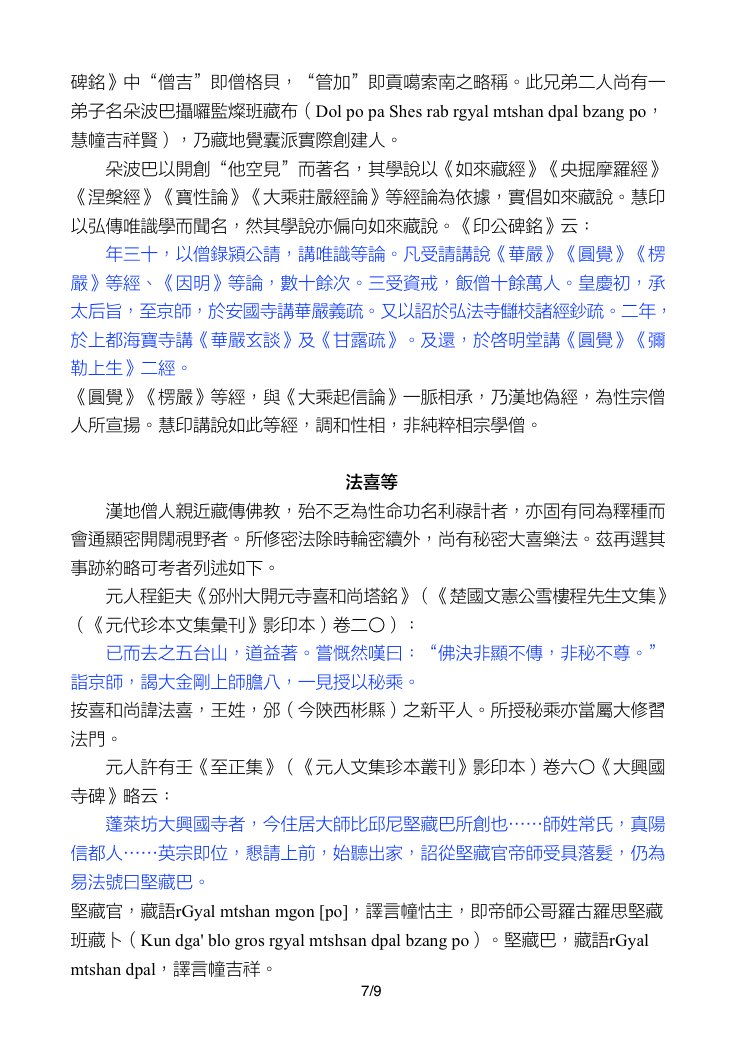 碑銘》中“僧吉”即僧格貝，“管加”即貢噶索南之略稱。此兄弟二人尚有一
弟子名朵波巴攝囉監燦班藏布（Dol po pa Shes rab rgyal mtshan dpal bzang po，
慧幢吉祥賢），乃藏地覺囊派實際創建人。
朵波巴以開創“他空見”而著名，其學說以《如來藏經》《央掘摩羅經》
《涅槃經》《寶性論》《大乘莊嚴經論》等經論為依據，實倡如來藏說。慧印
以弘傳唯識學而聞名，然其學說亦偏向如來藏說。《印公碑銘》云：
年三十，以僧錄潁公請，講唯識等論。凡受請講說《華嚴》《圓覺》《楞
嚴》等經、《因明》等論，數十餘次。三受資戒，飯僧十餘萬人。皇慶初，承
太后旨，至京師，於安國寺講華嚴義疏。又以詔於弘法寺讎校諸經鈔疏。二年，
於上都海寶寺講《華嚴玄談》及《甘露疏》。及還，於啓明堂講《圓覺》《彌
勒上生》二經。
《圓覺》《楞嚴》等經，與《大乘起信論》一脈相承，乃漢地偽經，為性宗僧
人所宣揚。慧印講說如此等經，調和性相，非純粹相宗學僧。
法喜等
漢地僧人親近藏傳佛教，殆不乏為性命功名利祿計者，亦固有同為釋種而
會通顯密開闊視野者。所修密法除時輪密續外，尚有秘密大喜樂法。茲再選其
事跡約略可考者列述如下。
元人程鉅夫《邠州大開元寺喜和尚塔銘》（《楚國文憲公雪樓程先生文集》
（《元代珍本文集彙刊》影印本）卷二〇）：
已而去之五台山，道益著。嘗慨然嘆曰：“佛決非顯不傳，非秘不尊。”
詣京師，謁大金剛上師膽八，一見授以秘乘。
按喜和尚諱法喜，王姓，邠（今陝西彬縣）之新平人。所授秘乘亦當屬大修習
法門。
元人許有壬《至正集》（《元人文集珍本叢刊》影印本）卷六〇《大興國
寺碑》略云：
蓬萊坊大興國寺者，今住居大師比邱尼堅藏巴所創也……師姓常氏，真陽
信都人……英宗即位，懇請上前，始聽出家，詔從堅藏官帝師受具落髮，仍為
易法號曰堅藏巴。
堅藏官，藏語rGyal mtshan mgon [po]，譯言幢怙主，即帝師公哥羅古羅思堅藏
班藏卜（Kun dga' blo gros rgyal mtshsan dpal bzang po）。堅藏巴，藏語rGyal
mtshan dpal，譯言幢吉祥。
7/9